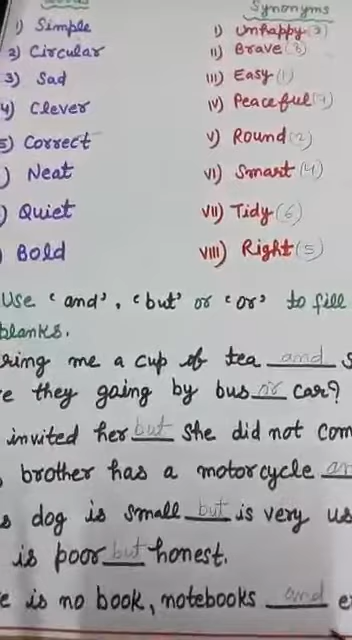 Synonyms
1) Simple I) unhappy (3)
2) Circular II) Brave (8)
3) Sad III) Easy (1)
4) Clever IV) Peaceful (7)
5) Correct V) Round (2)
) Neat VI) Smart (4)
) Quiet VII) Tidy (6)
) Bold VIII) Right (5)
Use 'and', 'but' or 'or' to fill
blanks.
ring me a cup of tea and s
e they going by bus or car?
invited her but she did not com
brother has a motorcycle an
s dog is small but is very us
is poor but honest.
e is no book, notebooks and e